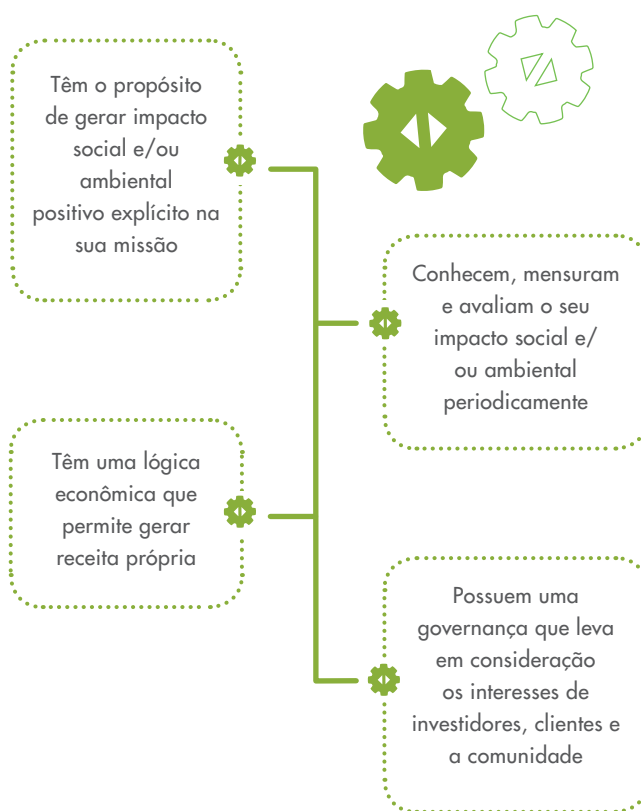 Têm o propósito
de gerar impacto
social e/ou
ambiental
positivo explícito na
sua missão
Conhecem, mensuram
e avaliam o seu
impacto social e/
ou ambiental
periodicamente
Têm uma lógica
econômica que
permite gerar
receita própria
Possuem uma
governança que leva
em consideração
os interesses de
investidores, clientes e
a comunidade